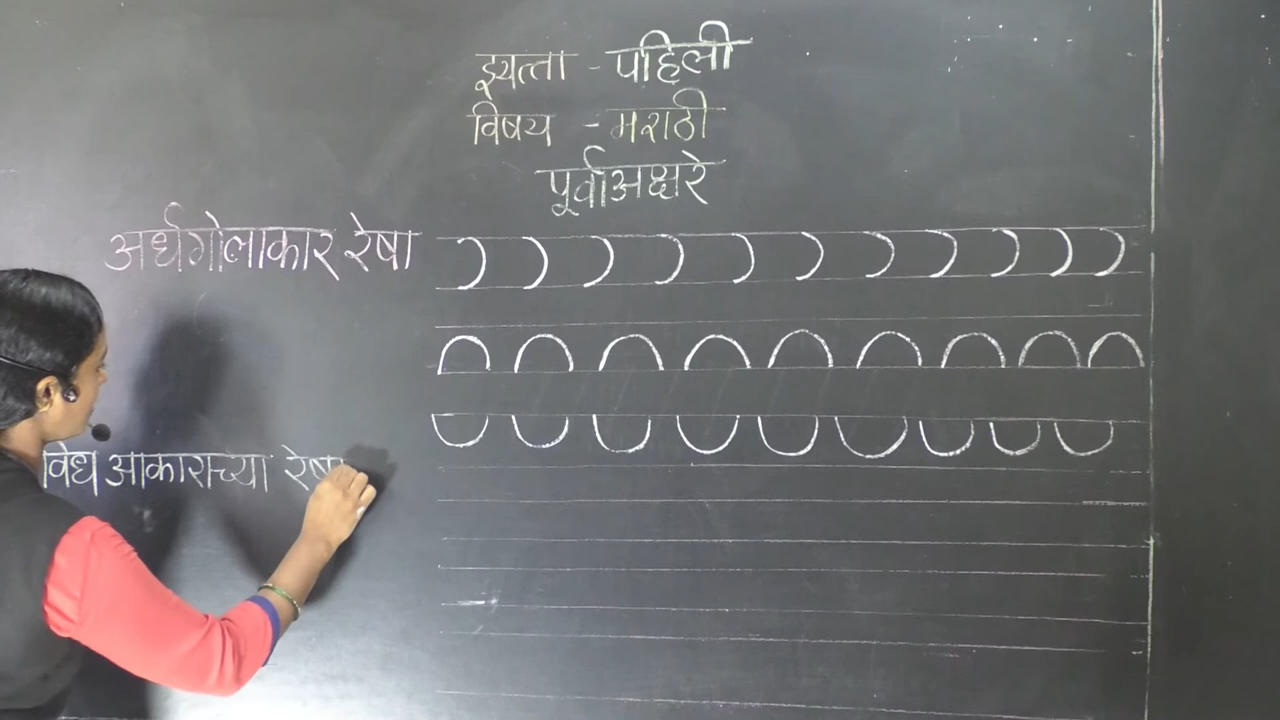 इयत्ता - पहिली
विषय - मराठी
पूर्वाअक्षरे
अर्धगोलाकार रेषा
आकाराच्या